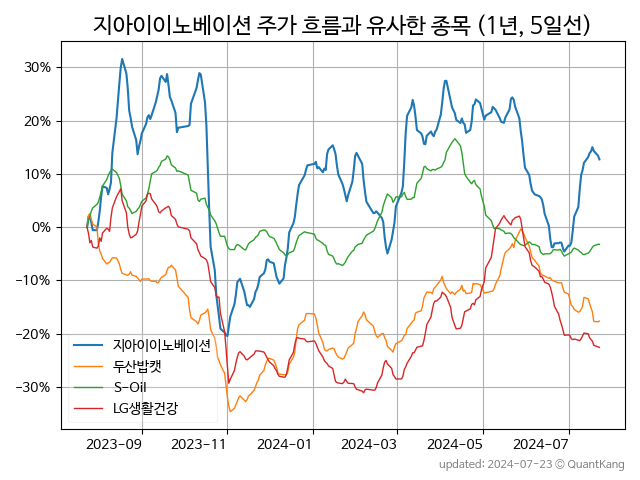 지아이이노베이션 주가 흐름과 유사한 종목 (1년, 5일선)
30%
20%
10%
0%
−10%
−20%
−30%
지아이이노베이션
두산밥캣
S-Oil
LG생활건강
2023-09
2023-11
2024-01
2024-03
2024-05
2024-07
updated: 2024-07-23 © QuantKang